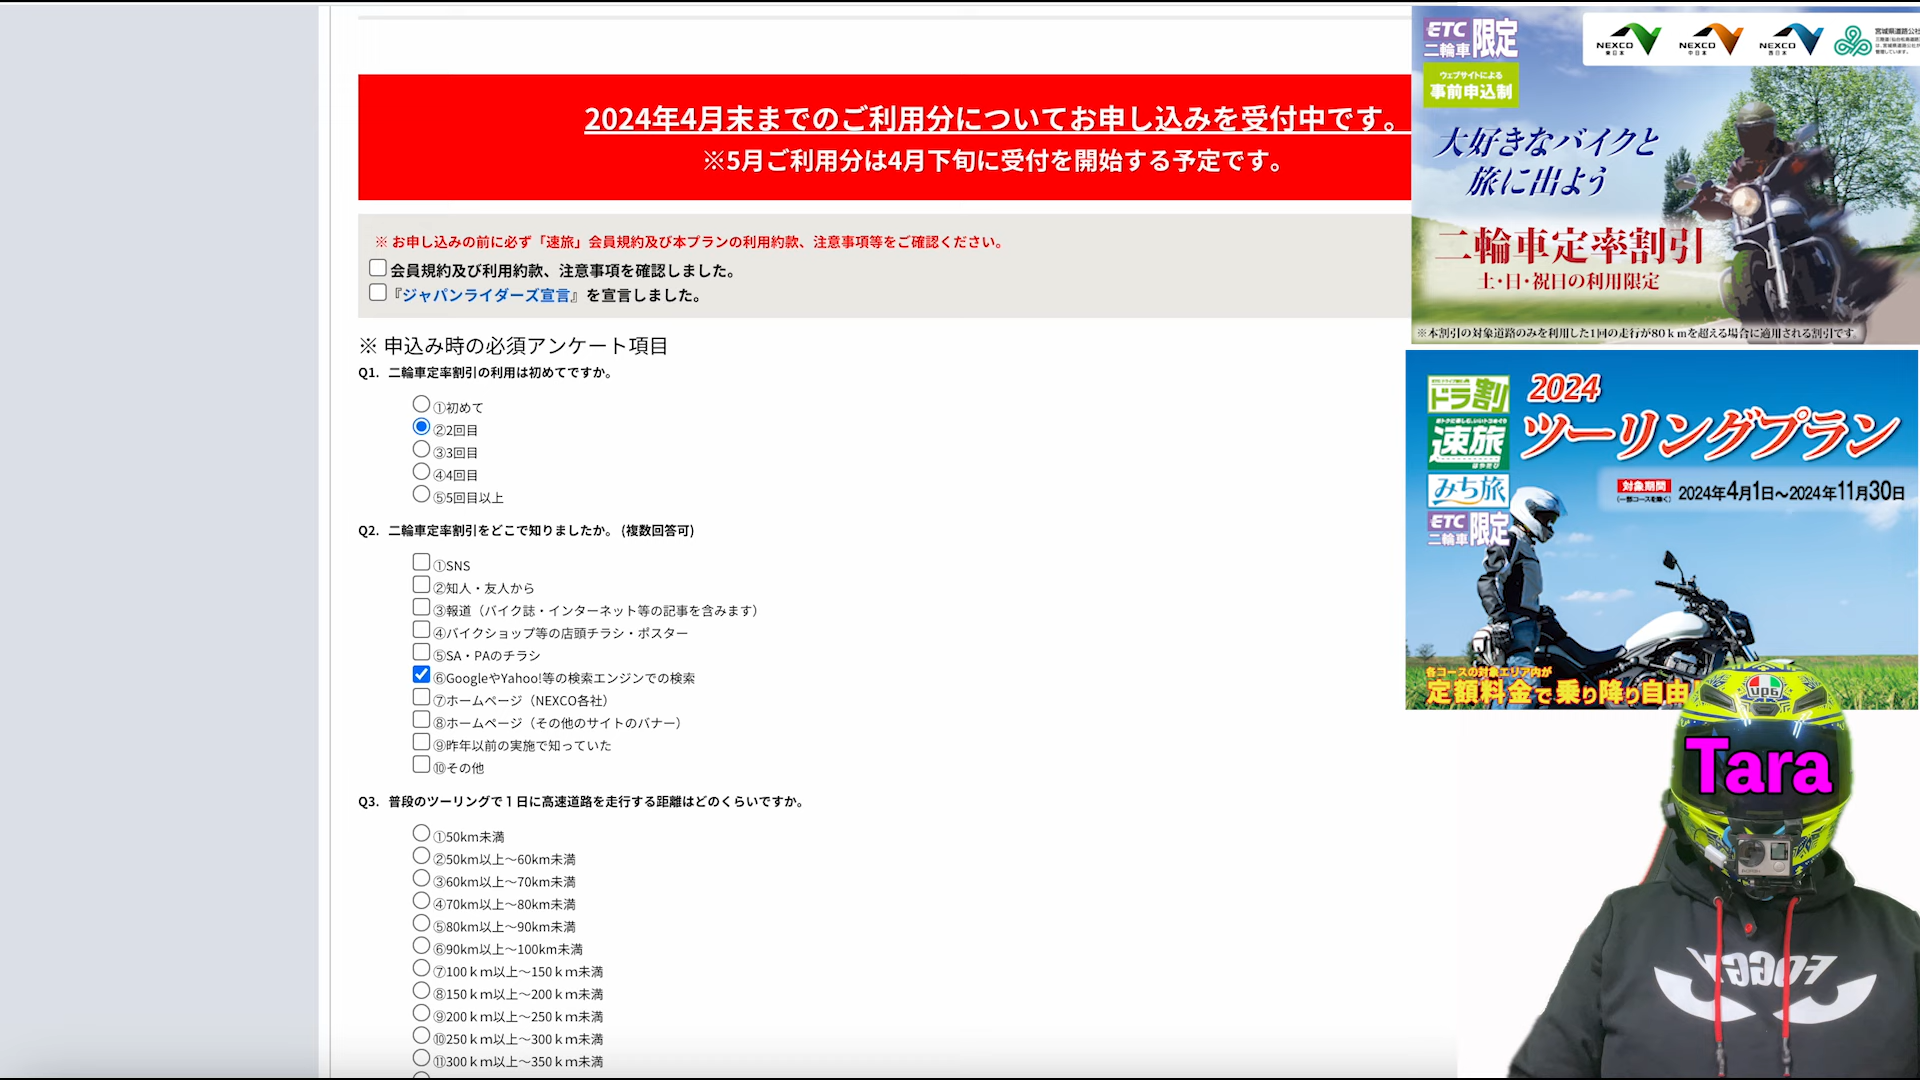 2024年4月末までのご利用分についてお申し込みを受付中です。
※5月ご利用分は4月下旬に受付を開始する予定です。
※ お申し込みの前に必ず「速旅」会員規約及び本プランの利用約款、注意事項等をご確認ください。
会員規約及び利用約款、注意事項を確認しました。
『ジャパンライダーズ宣言』を宣言しました。
※ 申込み時の必須アンケート項目
Q1. 二輪車定率割引の利用は初めてですか。
①初めて
②2回目
③3回目
④4回目
⑤5回目以上
Q2. 二輪車定率割引をどこで知りましたか。 (複数回答可)
①SNS
②知人・友人から
③報道（バイク誌・インターネット等の記事を含みます）
④バイクショップ等の店頭チラシ・ポスター
⑤SA・PAのチラシ
⑥GoogleやYahoo!等の検索エンジンでの検索
⑦ホームページ（NEXCO各社）
⑧ホームページ（その他のサイトのバナー）
⑨昨年以前の実施で知っていた
⑩その他
Q3. 普段のツーリングで１日に高速道路を走行する距離はどのくらいですか。
①50km未満
②50km以上～60km未満
③60km以上～70km未満
④70km以上～80km未満
⑤80km以上～90km未満
⑥90km以上～100km未満
⑦100ｋｍ以上～150ｋｍ未満
⑧150ｋｍ以上～200ｋｍ未満
⑨200ｋｍ以上～250ｋｍ未満
⑩250ｋｍ以上～300ｋｍ未満
⑪300ｋｍ以上～350ｋｍ未満
ETC
二輪車限定
NEXCO
東日本
NEXCO
中日本
NEXCO
西日本
宮城県道路公社
ウェブサイトによる
事前申込制
大好きなバイクと
旅に出よう
二輪車定率割引
土・日・祝日の利用限定
※本割引の対象道路のみを利用した1回の走行が80ｋｍを超える場合に適用される割引です。
ドラ割
速旅
はやたび
みち旅
ETC
二輪車限定
2024
ツーリングプラン
対象期間
(一部コースを除く)
2024年4月1日～2024年11月30日
各コースの対象エリア内が
定額料金で乗り降り自由
Tara
FOGGY